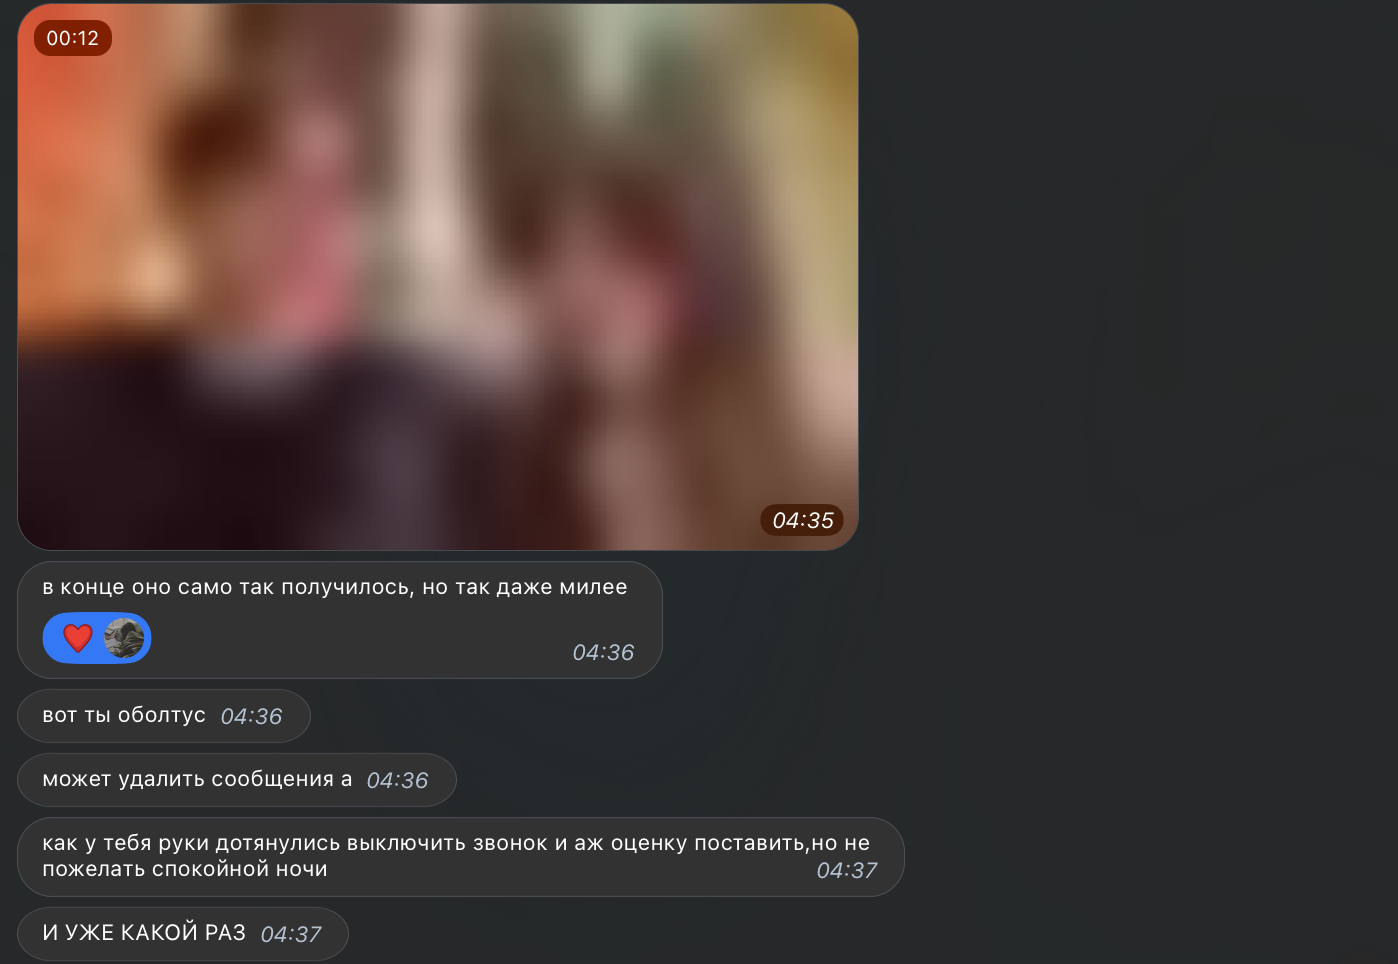 00:12
04:35
в конце оно само так получилось, но так даже милее
04:36
вот ты оболтус 04:36
может удалить сообщения а 04:36
как у тебя руки дотянулись выключить звонок и аж оценку поставить,но не
пожелать спокойной ночи 04:37
И УЖЕ КАКОЙ РАЗ 04:37